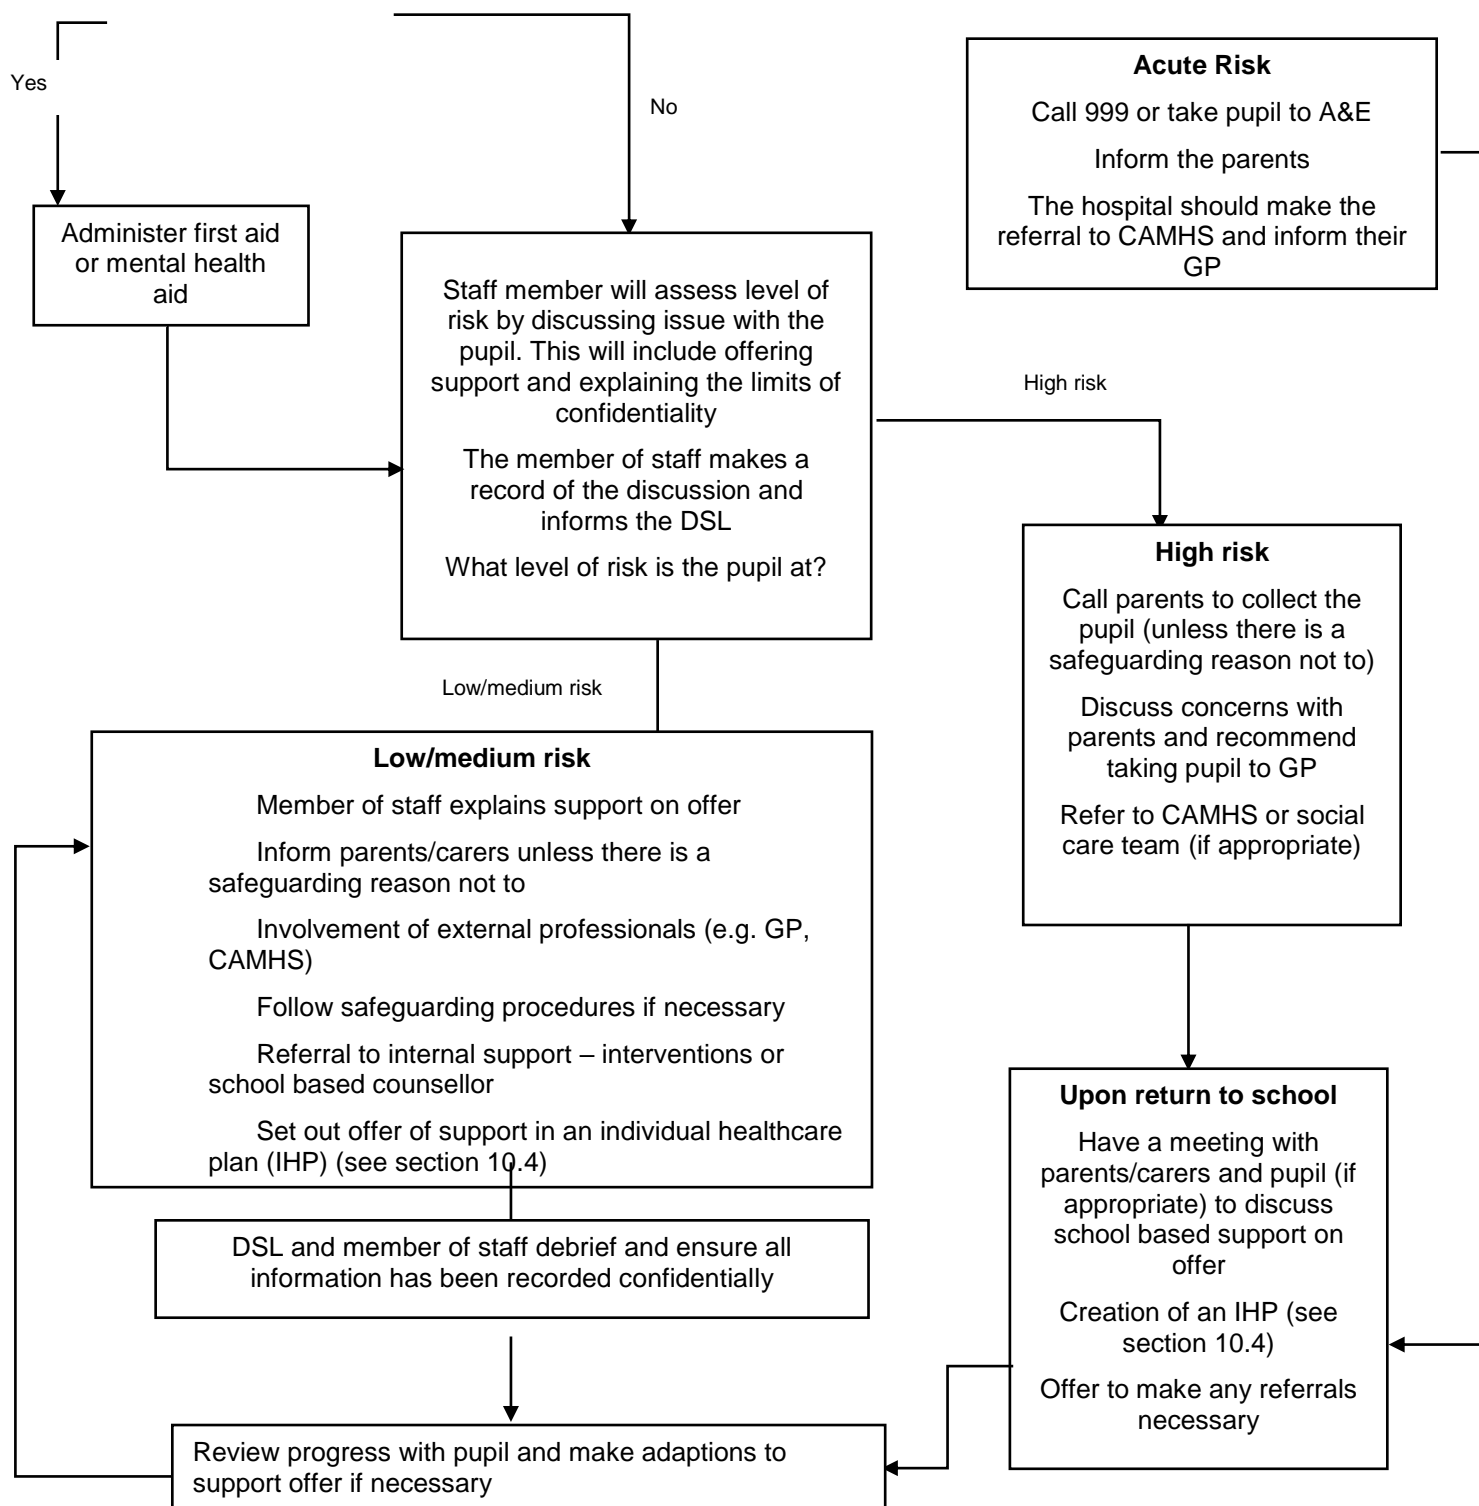 Yes
No
Acute Risk
Call 999 or take pupil to A&E
Inform the parents
The hospital should make the
referral to CAMHS and inform their
GP
Administer first aid
or mental health
aid
Staff member will assess level of
risk by discussing issue with the
pupil. This will include offering
support and explaining the limits of
confidentiality
The member of staff makes a
record of the discussion and
informs the DSL
What level of risk is the pupil at?
High risk
High risk
Call parents to collect the
pupil (unless there is a
safeguarding reason not to)
Discuss concerns with
parents and recommend
taking pupil to GP
Refer to CAMHS or social
care team (if appropriate)
Low/medium risk
Low/medium risk
Member of staff explains support on offer
Inform parents/carers unless there is a
safeguarding reason not to
Involvement of external professionals (e.g. GP,
CAMHS)
Follow safeguarding procedures if necessary
Referral to internal support – interventions or
school based counsellor
Set out offer of support in an individual healthcare
plan (IHP) (see section 10.4)
DSL and member of staff debrief and ensure all
information has been recorded confidentially
Upon return to school
Have a meeting with
parents/carers and pupil (if
appropriate) to discuss
school based support on
offer
Creation of an IHP (see
section 10.4)
Offer to make any referrals
necessary
Review progress with pupil and make adaptions to
support offer if necessary